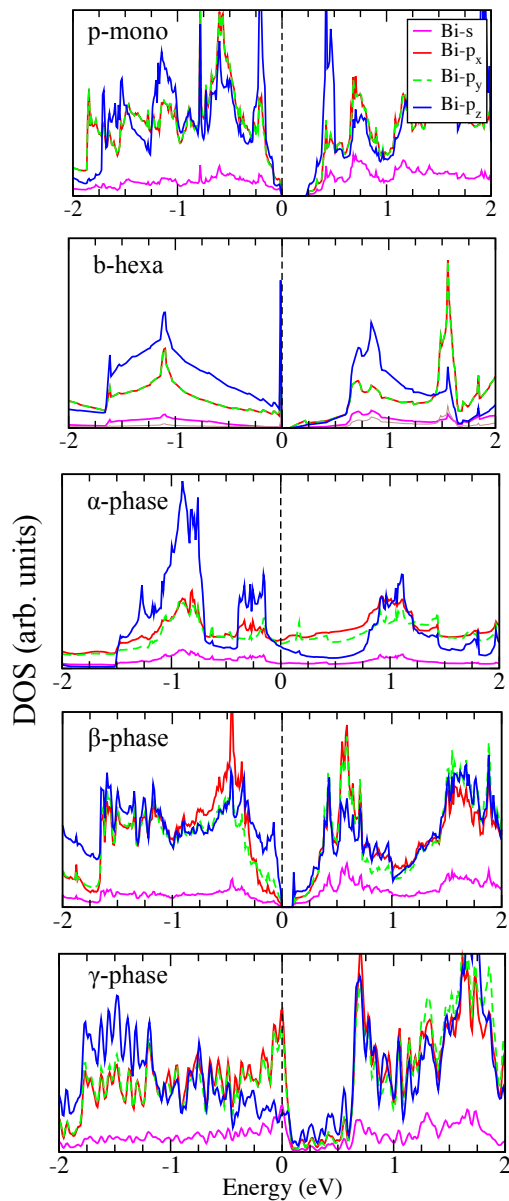 p-mono
Bi-s
Bi-pₓ
Bi-p_y
Bi-p_z
-2 -1 0 1 2
b-hexa
-2 -1 0 1 2
α-phase
-2 -1 0 1 2
DOS (arb. units)
β-phase
-2 -1 0 1 2
γ-phase
-2 -1 0 1 2
Energy (eV)